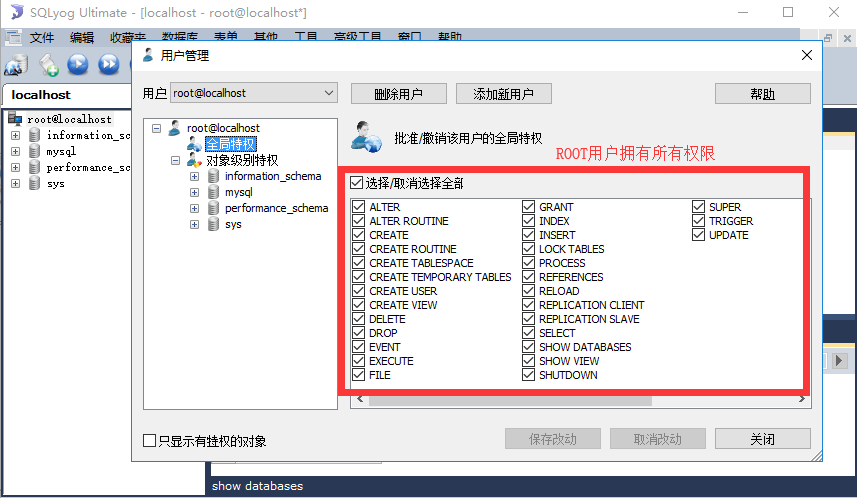 SQLyog Ultimate - [localhost - root@localhost*]
文件 编辑 收藏夹 数据库 表单 其他 工具 高级工具 窗口 帮助
用户管理
localhost
root@localhost
information_sc
mysql
performance_sc
sys
用户 root@localhost
删除用户 添加新用户 帮助
root@localhost
全局特权
对象级别特权
information_schema
mysql
performance_schema
sys
批准/撤销该用户的全局特权
ROOT用户拥有所有权限
选择/取消选择全部
ALTER
ALTER ROUTINE
CREATE
CREATE ROUTINE
CREATE TABLESPACE
CREATE TEMPORARY TABLES
CREATE USER
CREATE VIEW
DELETE
DROP
EVENT
EXECUTE
FILE
GRANT
INDEX
INSERT
LOCK TABLES
PROCESS
REFERENCES
RELOAD
REPLICATION CLIENT
REPLICATION SLAVE
SELECT
SHOW DATABASES
SHOW VIEW
SHUTDOWN
SUPER
TRIGGER
UPDATE
只显示有特权的对象
保存改动 取消改动 关闭
show databases